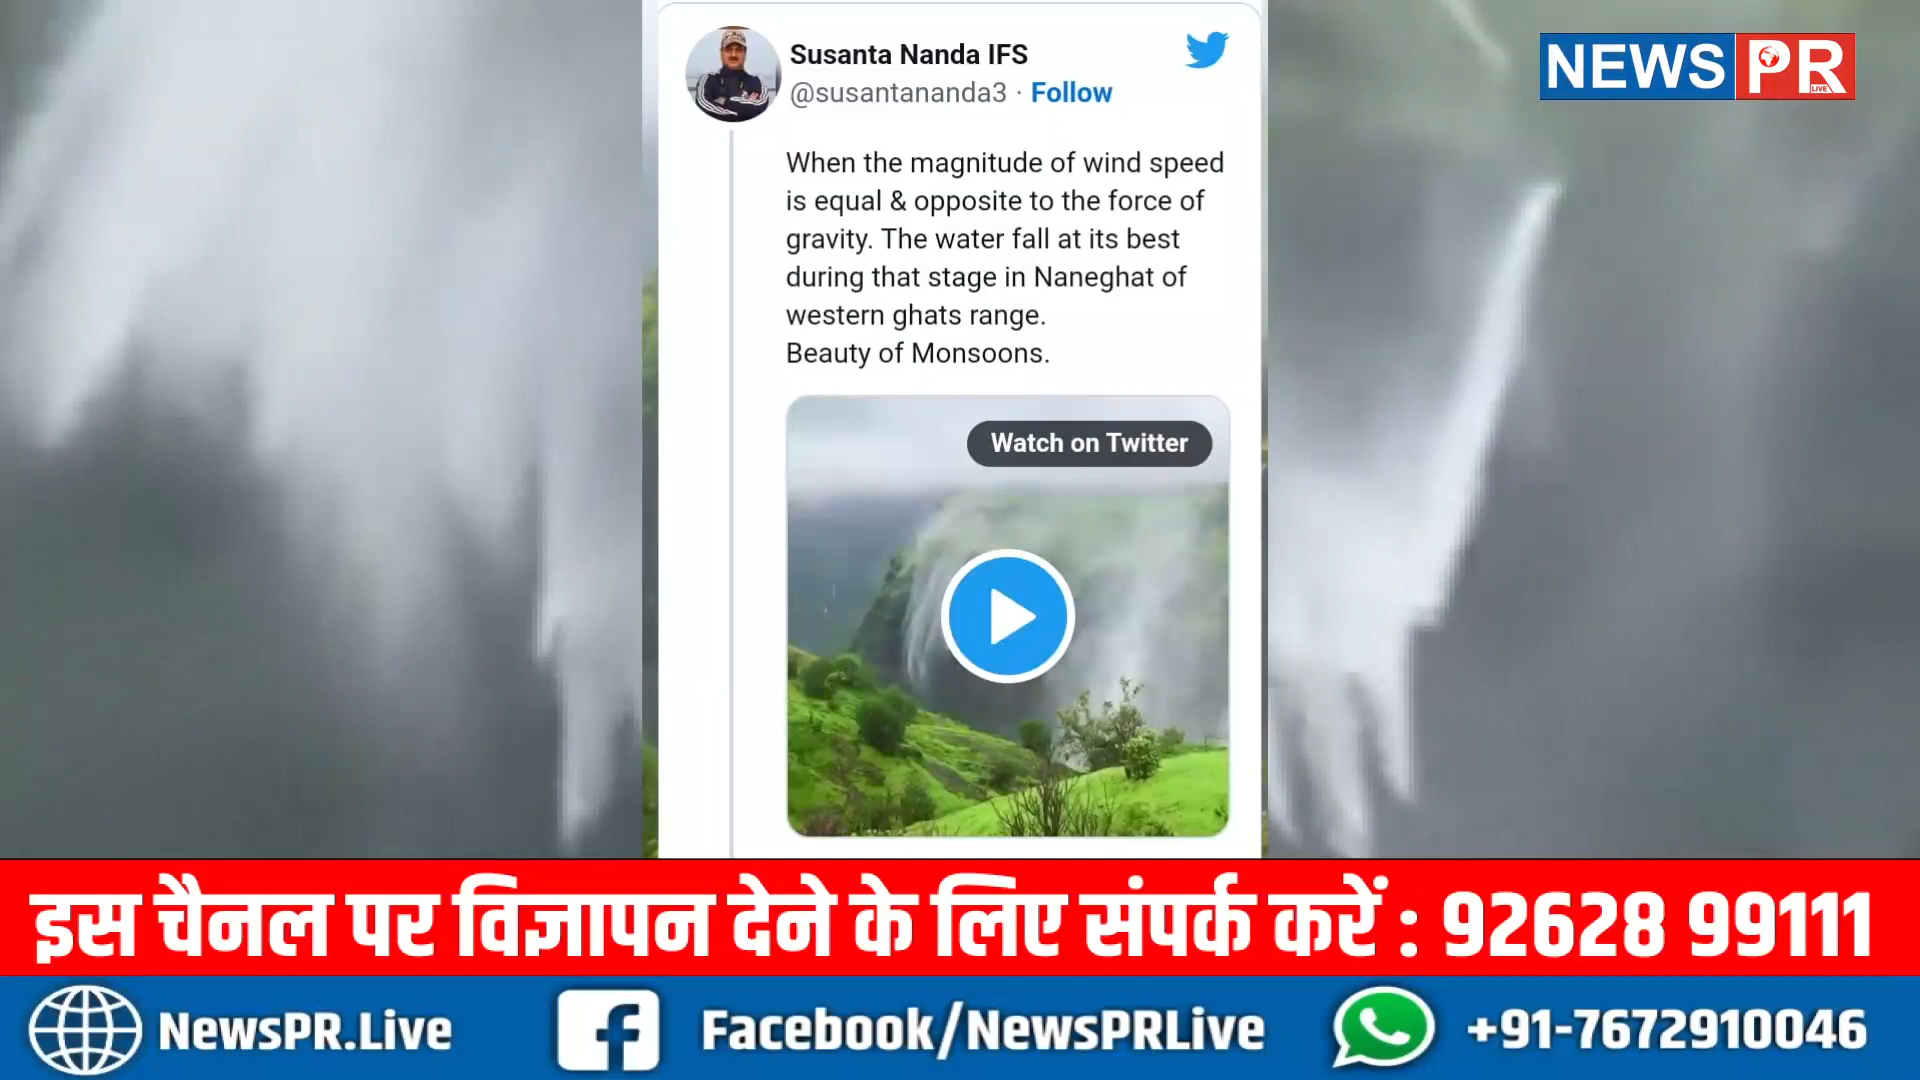 Susanta Nanda IFS
@susantananda3 · Follow
NEWS PR
LIVE
When the magnitude of wind speed
is equal & opposite to the force of
gravity. The water fall at its best
during that stage in Naneghat of
western ghats range.
Beauty of Monsoons.
Watch on Twitter
इस चैनल पर विज्ञापन देने के लिए संपर्क करें : 92628 99111
NewsPR.Live
Facebook/NewsPRLive
+91-7672910046